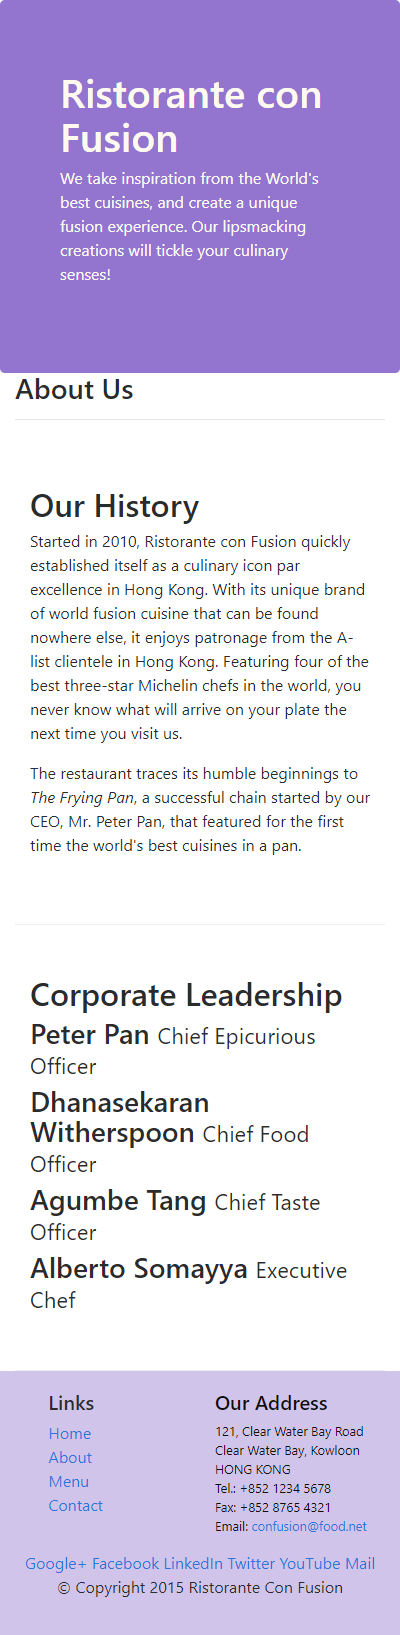 Ristorante con
Fusion
We take inspiration from the World's
best cuisines, and create a unique
fusion experience. Our lipsmacking
creations will tickle your culinary
senses!
About Us
Our History
Started in 2010, Ristorante con Fusion quickly
established itself as a culinary icon par
excellence in Hong Kong. With its unique brand
of world fusion cuisine that can be found
nowhere else, it enjoys patronage from the A-
list clientele in Hong Kong. Featuring four of the
best three-star Michelin chefs in the world, you
never know what will arrive on your plate the
next time you visit us.
The restaurant traces its humble beginnings to
The Frying Pan, a successful chain started by our
CEO, Mr. Peter Pan, that featured for the first
time the world's best cuisines in a pan.
Corporate Leadership
Peter Pan Chief Epicurious
Officer
Dhanasekaran
Witherspoon Chief Food
Officer
Agumbe Tang Chief Taste
Officer
Alberto Somayya Executive
Chef
Links
Home
About
Menu
Contact
Our Address
121, Clear Water Bay Road
Clear Water Bay, Kowloon
HONG KONG
Tel.: +852 1234 5678
Fax: +852 8765 4321
Email: confusion@food.net
Google+ Facebook LinkedIn Twitter YouTube Mail
© Copyright 2015 Ristorante Con Fusion